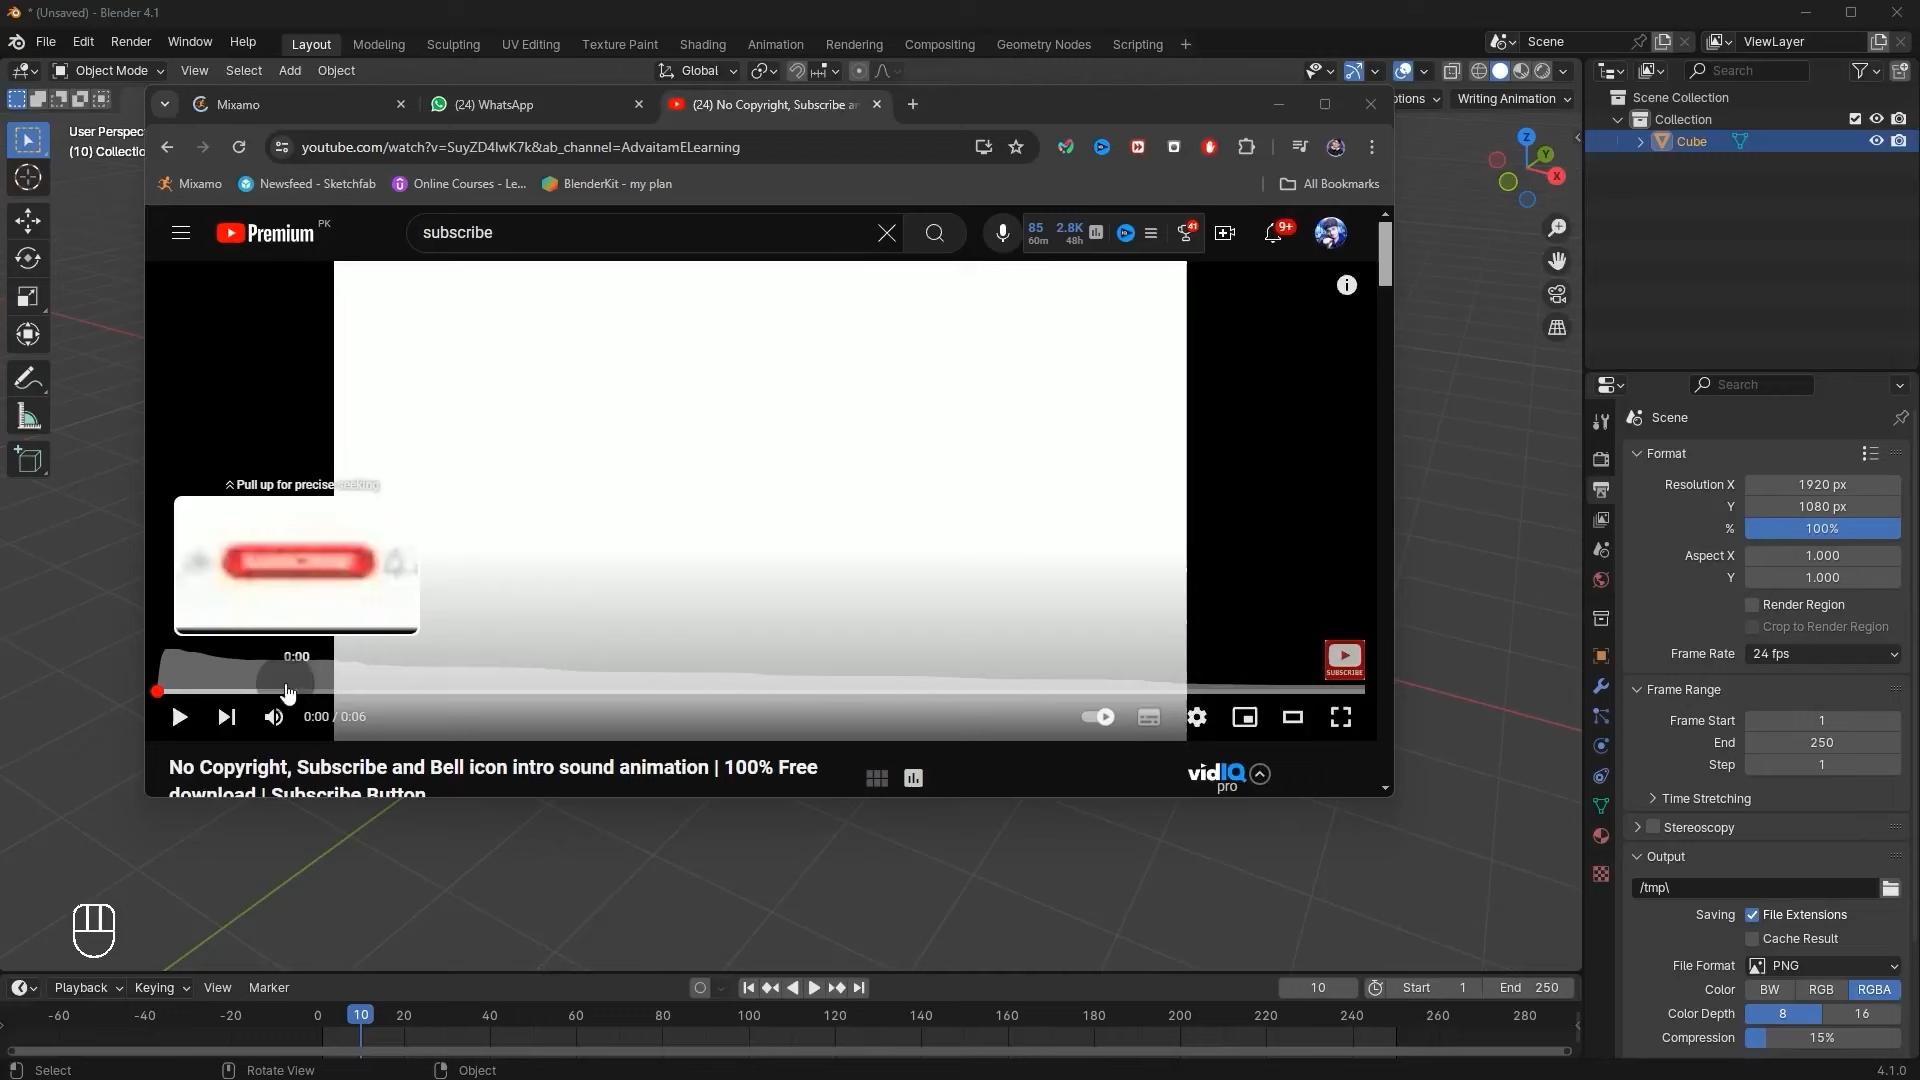 * (Unsaved) - Blender 4.1
File Edit Render Window Help
Layout Modeling Sculpting UV Editing Texture Paint Shading Animation Rendering Compositing Geometry Nodes Scripting
Scene
ViewLayer
Object Mode View Select Add Object
Global
Search
Mixamo
(24) WhatsApp
(24) No Copyright, Subscribe an
otions
Writing Animation
Scene Collection
Collection
Cube
User Perspec
(10) Collectio
Z
Y
X
youtube.com/watch?v=SuyZD4lwK7k&ab_channel=AdvaitamELearning
Mixamo
Newsfeed - Sketchfab
Online Courses - Le...
BlenderKit - my plan
All Bookmarks
Premium PK
subscribe
85
60m
2.8K
48h
41
9+
Pull up for precise seeking
0:00
SUBSCRIBE
0:00 / 0:06
No Copyright, Subscribe and Bell icon intro sound animation | 100% Free
download | Subscribe Button
vidIQ
pro
Search
Scene
Format
Resolution X 1920 px
Y 1080 px
% 100%
Aspect X 1.000
Y 1.000
Render Region
Crop to Render Region
Frame Rate 24 fps
Frame Range
Frame Start 1
End 250
Step 1
Time Stretching
Stereoscopy
Output
/tmp\
Saving File Extensions
Cache Result
File Format PNG
Color BW RGB RGBA
Color Depth 8 16
Compression 15%
Playback Keying View Marker
10
Start 1
End 250
-60 -40 -20 0 10 20 40 60 80 100 120 140 160 180 200 220 240 260 280
Select
Rotate View
Object
4.1.0